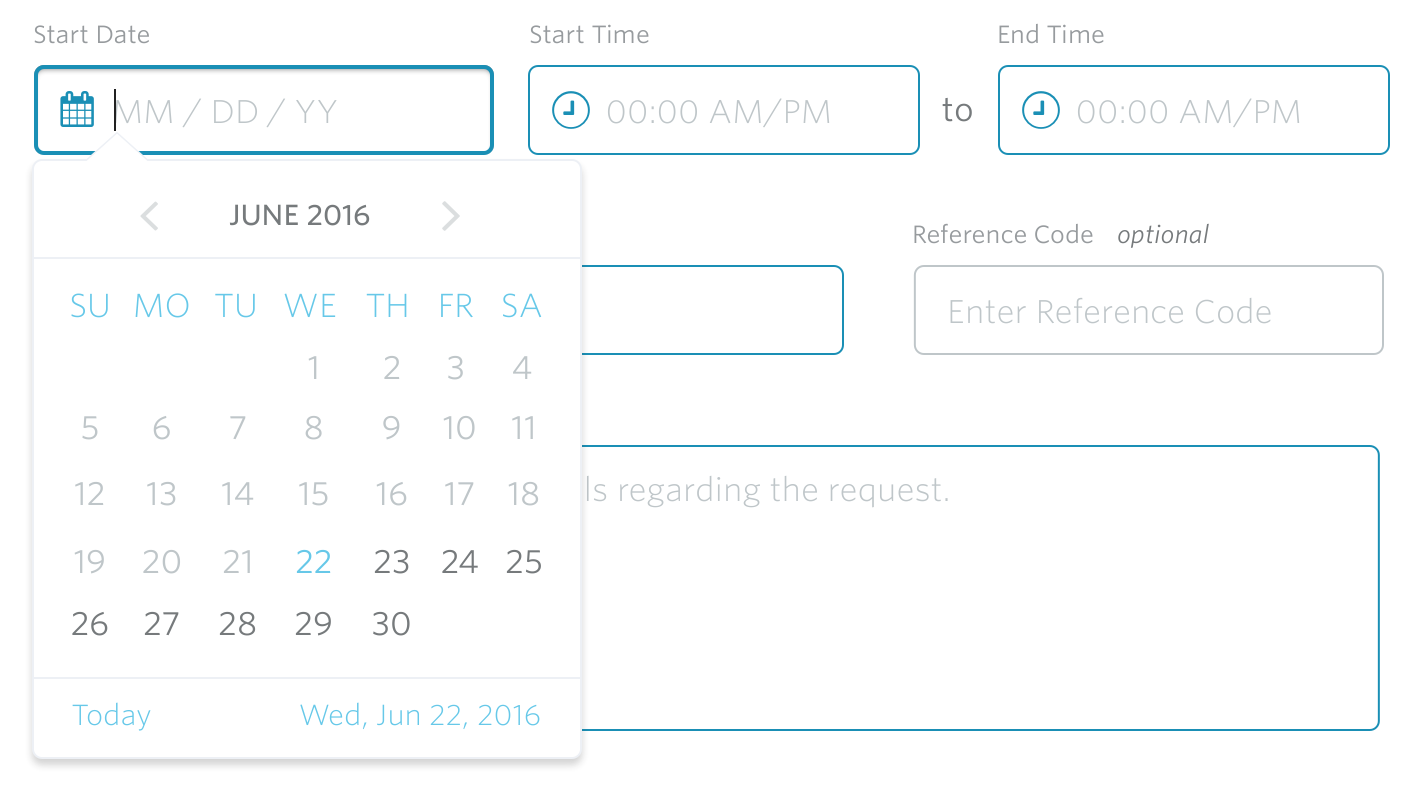 Start Date Start Time End Time
MM / DD / YY 00:00 AM/PM to 00:00 AM/PM
JUNE 2016
Reference Code optional
Enter Reference Code
SU MO TU WE TH FR SA
1 2 3 4
5 6 7 8 9 10 11
12 13 14 15 16 17 18
ls regarding the request.
19 20 21 22 23 24 25
26 27 28 29 30
Today Wed, Jun 22, 2016